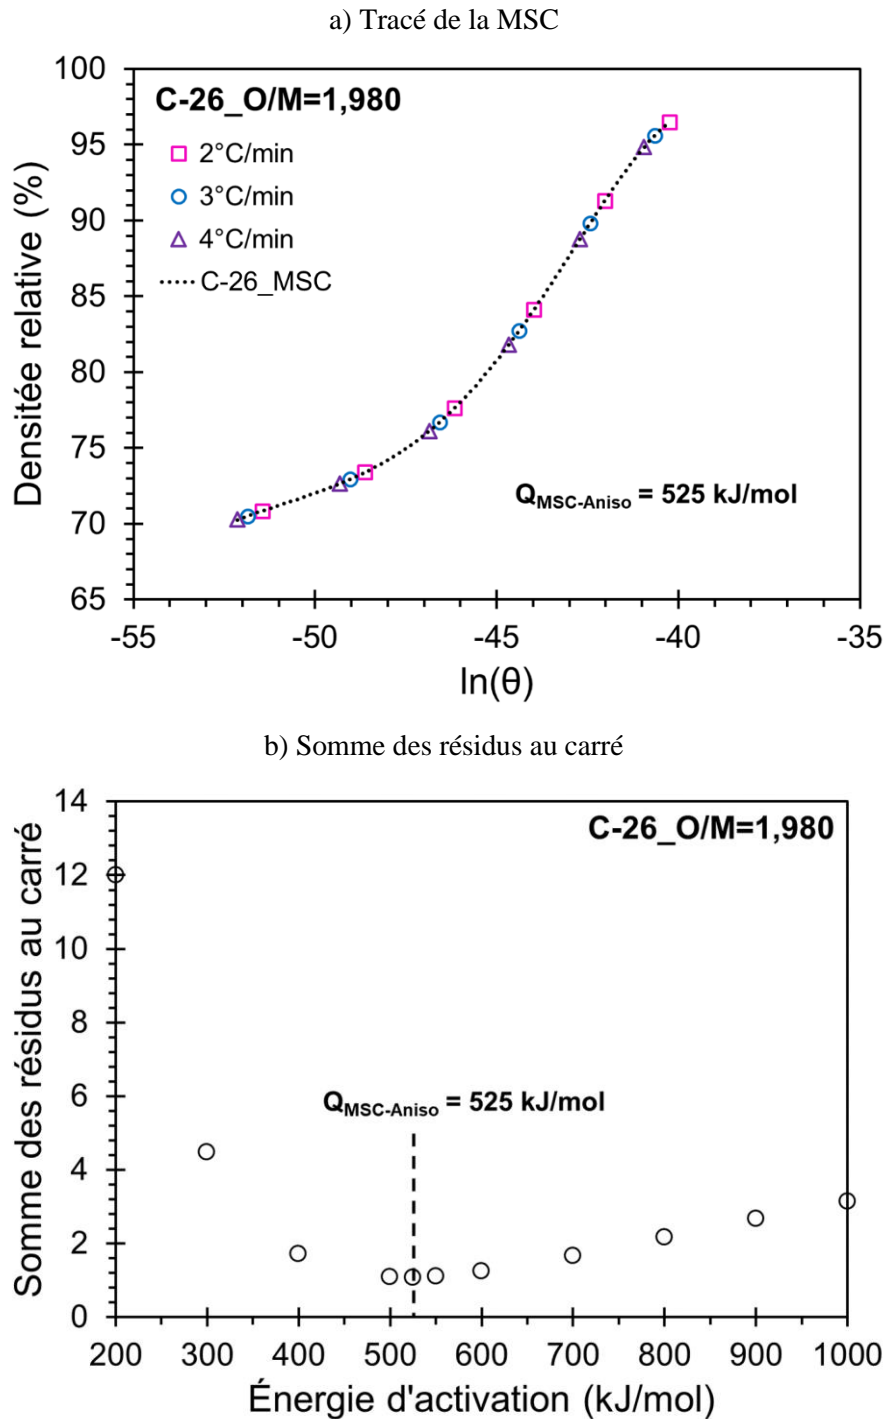 a) Tracé de la MSC
100
95
90
85
80
75
70
65
Densitée relative (%)
C-26_O/M=1,980
2°C/min
3°C/min
4°C/min
C-26_MSC
Q_MSC-Aniso = 525 kJ/mol
-55 -50 -45 -40 -35
ln(θ)
b) Somme des résidus au carré
14
12
10
8
6
4
2
0
Somme des résidus au carré
C-26_O/M=1,980
Q_MSC-Aniso = 525 kJ/mol
200 300 400 500 600 700 800 900 1000
Énergie d'activation (kJ/mol)